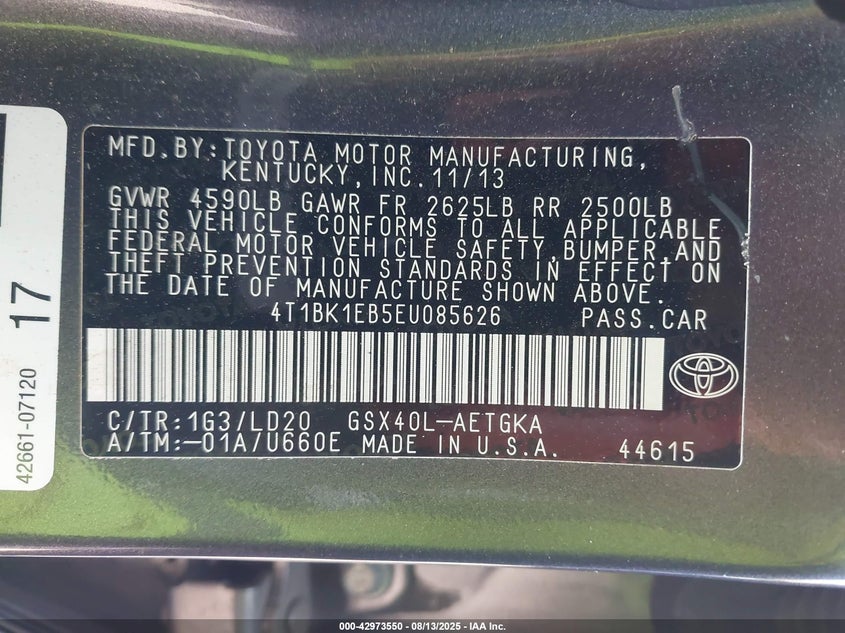 MFD.BY:TOYOTA MOTOR MANUFACTURING,
KENTUCKY,INC.11/13
GVWR 4590LB GAWR FR 2625LB RR 2500LB
THIS VEHICLE CONFORMS TO ALL APPLICABLE
FEDERAL MOTOR VEHICLE SAFETY,BUMPER,AND
THEFT PREVENTION STANDARDS IN EFFECT ON
THE DATE OF MANUFACTURE SHOWN ABOVE.
4T1BK1EB5EU085626 PASS.CAR
C/TR:1G3/LD20 GSX40L-AETGKA
A/TM:-01A/U660E MADE IN U.S.A. 44615
17
42661-07120
000-42973550 - 08/13/2025 - IAA Inc.